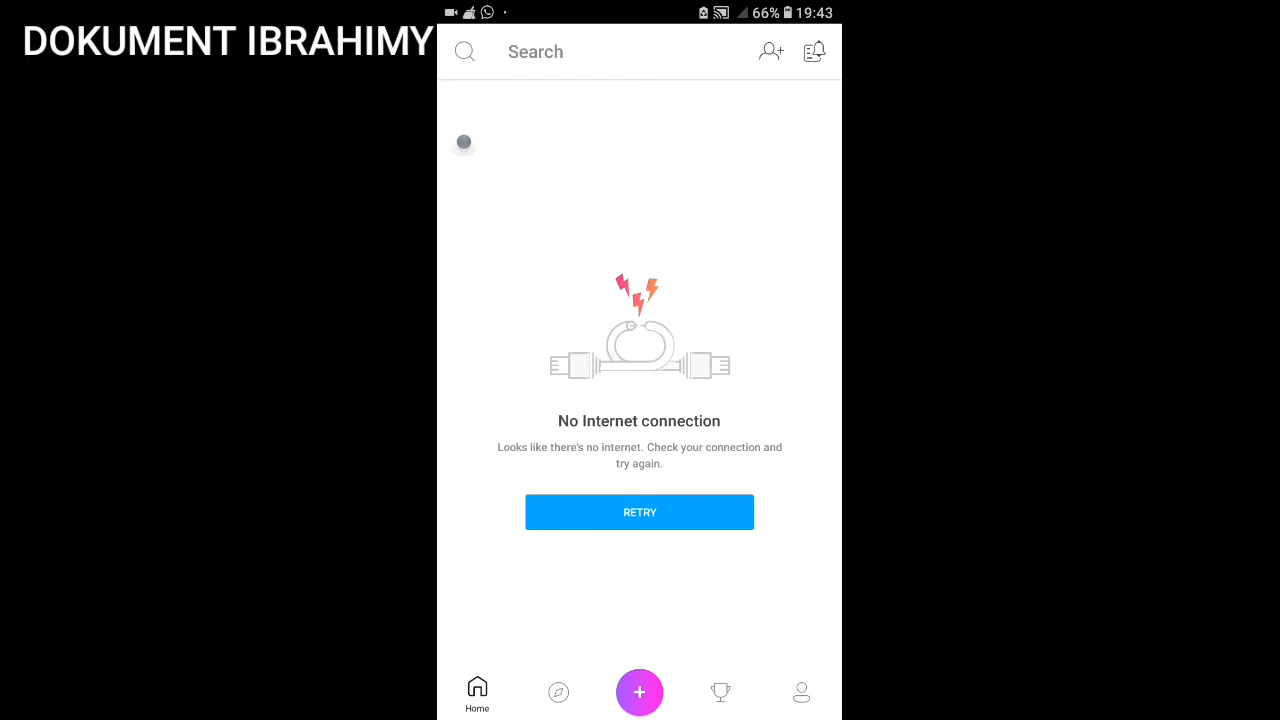 66% 19:43
DOKUMENT IBRAHIMY
Search
No Internet connection
Looks like there's no internet. Check your connection and
try again.
RETRY
Home